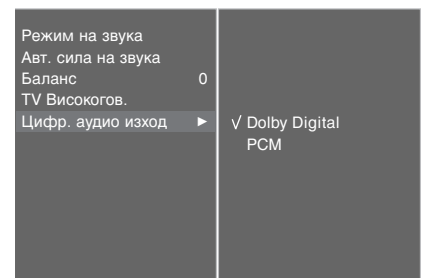 Режим на звука
Авт. сила на звука
Баланс 0
TV Високогов.
Цифр. аудио изход ►
√ Dolby Digital
PCM